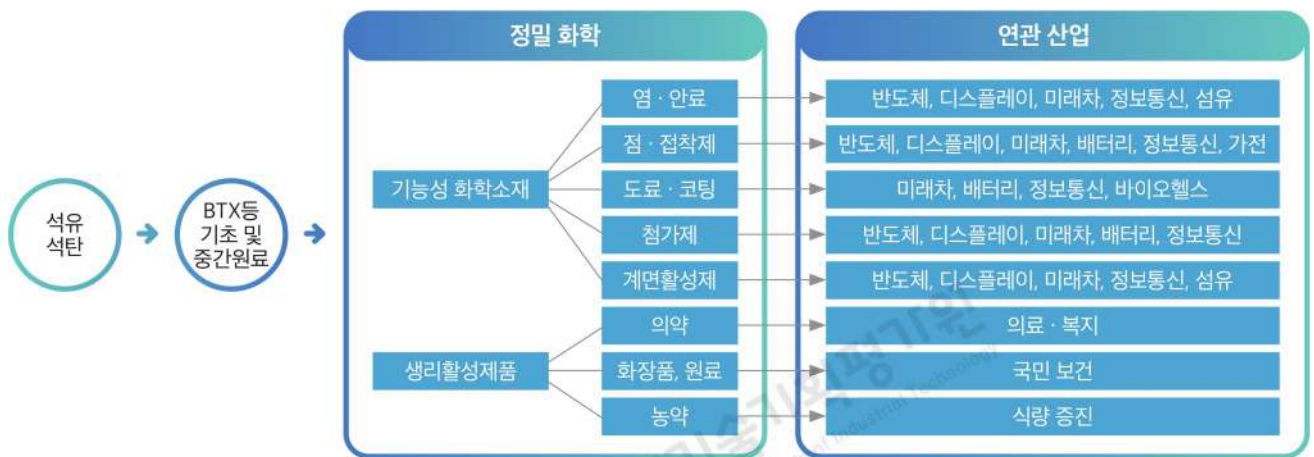 정밀 화학
연관 산업
석유
석탄
BTX등
기초 및
중간원료
기능성 화학소재
염 · 안료
반도체, 디스플레이, 미래차, 정보통신, 섬유
점 · 접착제
반도체, 디스플레이, 미래차, 배터리, 정보통신, 가전
도료 · 코팅
미래차, 배터리, 정보통신, 바이오헬스
첨가제
반도체, 디스플레이, 미래차, 배터리, 정보통신
계면활성제
반도체, 디스플레이, 미래차, 정보통신, 섬유
생리활성제품
의약
의료 · 복지
화장품, 원료
국민 보건
농약
식량 증진
기획평가원
of Industrial Technology